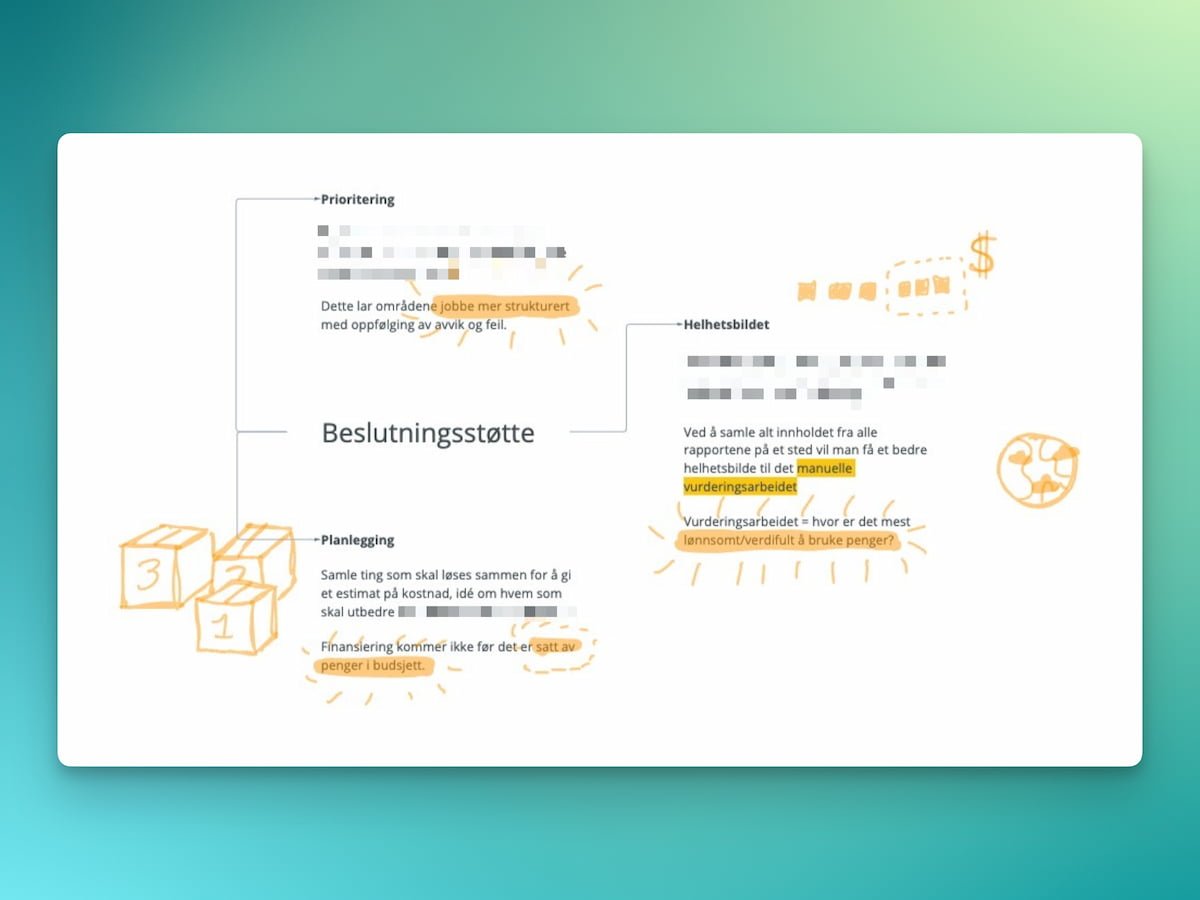 Prioritering
Dette lar områdene jobbe mer strukturert
med oppfølging av avvik og feil.
$
Helhetsbildet
Ved å samle alt innholdet fra alle
rapportene på et sted vil man få et bedre
helhetsbilde til det manuelle
vurderingsarbeidet
Vurderingsarbeidet = hvor er det mest
lønnsomt/verdifult å bruke penger?
Beslutningsstøtte
3
2
1
Planlegging
Samle ting som skal løses sammen for å gi
et estimat på kostnad, idé om hvem som
skal utbedre
Finansiering kommer ikke før det er satt av
penger i budsjett.